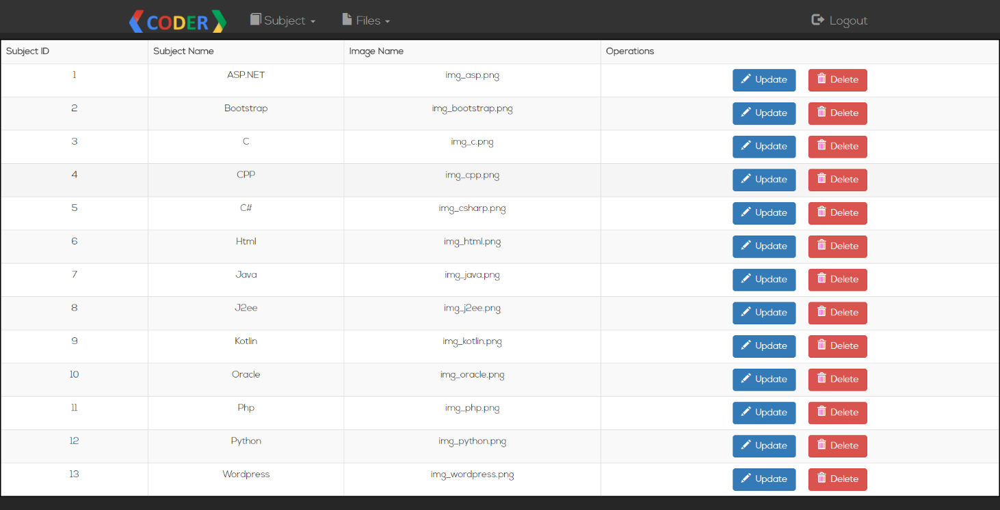 CODER Subject Files Logout
Subject ID Subject Name Image Name Operations
1 ASP.NET img_asp.png Update Delete
2 Bootstrap img_bootstrap.png Update Delete
3 C img_c.png Update Delete
4 CPP img_cpp.png Update Delete
5 C# img_csharp.png Update Delete
6 Html img_html.png Update Delete
7 Java img_java.png Update Delete
8 J2ee img_j2ee.png Update Delete
9 Kotlin img_kotlin.png Update Delete
10 Oracle img_oracle.png Update Delete
11 Php img_php.png Update Delete
12 Python img_python.png Update Delete
13 Wordpress img_wordpress.png Update Delete